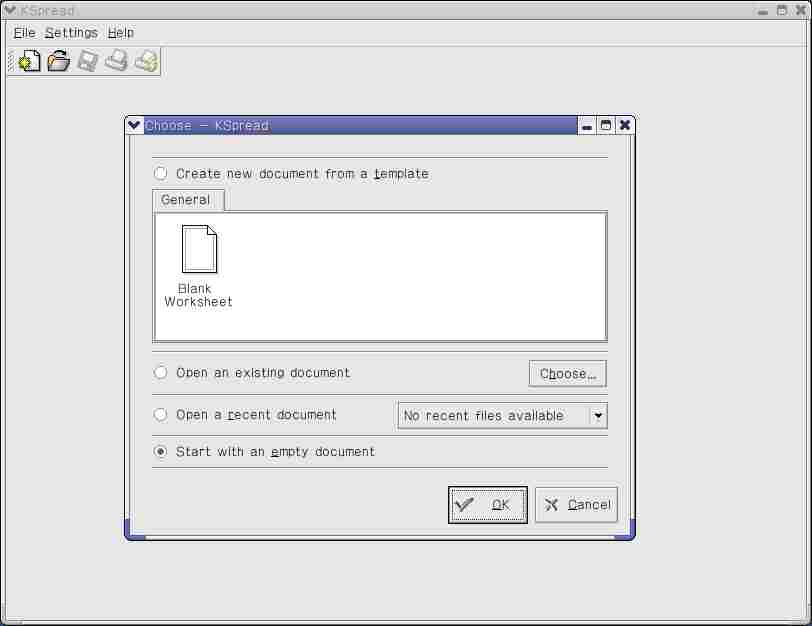 KSpread
File Settings Help
Choose - KSpread
Create new document from a template
General
Blank
Worksheet
Open an existing document
Choose...
Open a recent document
No recent files available
Start with an empty document
OK
Cancel